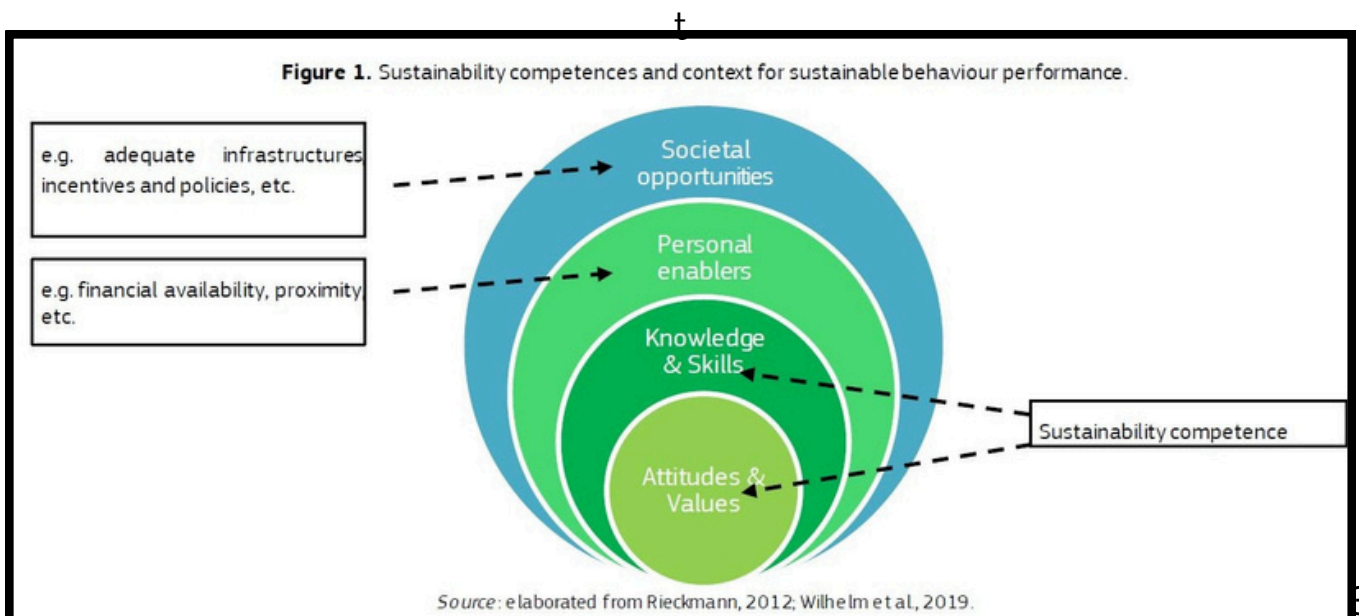 t
Figure 1. Sustainability competences and context for sustainable behaviour performance.
e.g. adequate infrastructures,
incentives and policies, etc.
Societal
opportunities
e.g. financial availability, proximity,
etc.
Personal
enablers
Knowledge
& Skills
Sustainability competence
Attitudes &
Values
Source: elaborated from Rieckmann, 2012; Wilhelm et al., 2019.